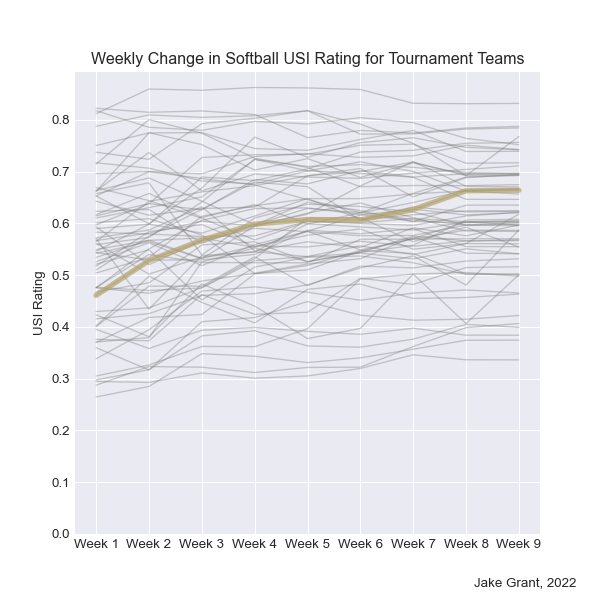 Weekly Change in Softball USI Rating for Tournament Teams
USI Rating
0.8
0.7
0.6
0.5
0.4
0.3
0.2
0.1
0.0
Week 1 Week 2 Week 3 Week 4 Week 5 Week 6 Week 7 Week 8 Week 9
Jake Grant, 2022